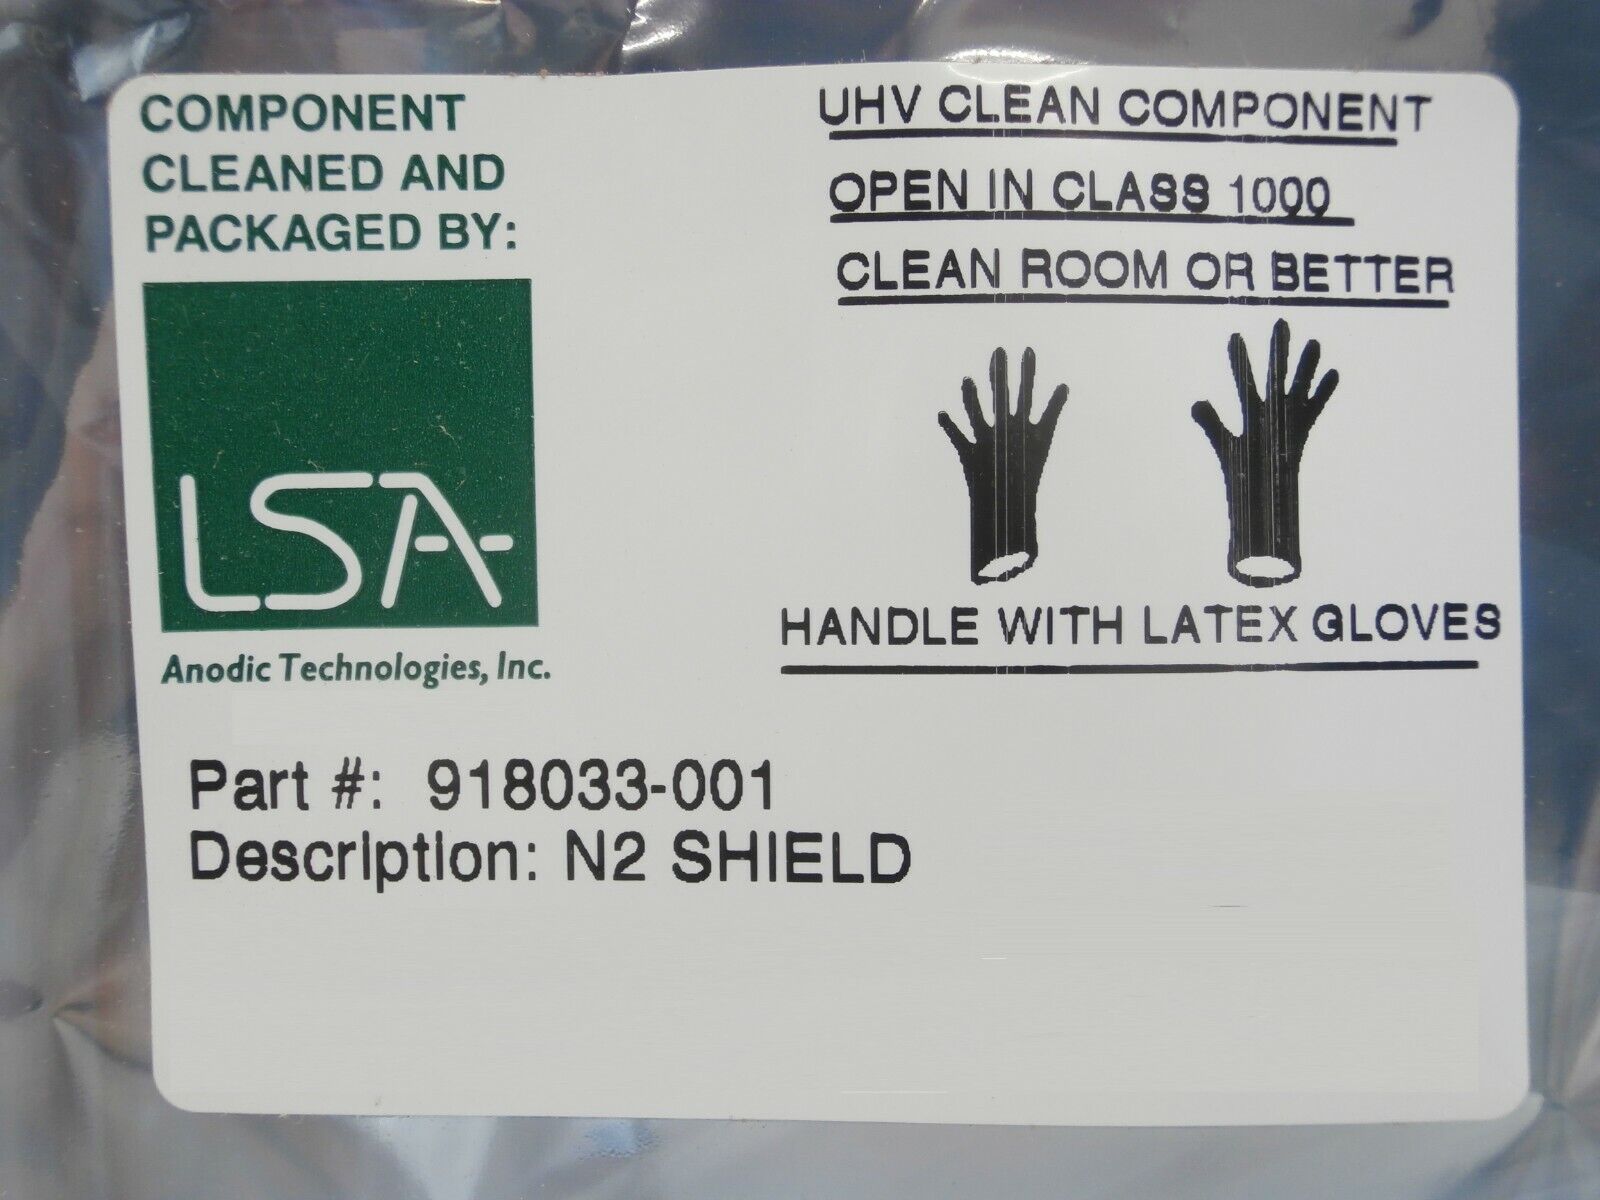 COMPONENT
CLEANED AND
PACKAGED BY:
LSA
Anodic Technologies, Inc.
UHV CLEAN COMPONENT
OPEN IN CLASS 1000
CLEAN ROOM OR BETTER
HANDLE WITH LATEX GLOVES
Part #: 918033-001
Description: N2 SHIELD